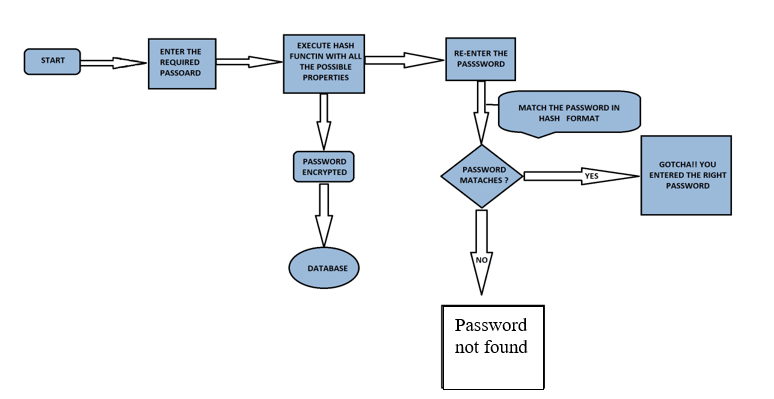 START
ENTER THE
REQUIRED
PASSOARD
EXECUTE HASH
FUNCTIN WITH ALL
THE POSSIBLE
PROPERTIES
RE-ENTER THE
PASSSWORD
MATCH THE PASSWORD IN
HASH FORMAT
PASSWORD
ENCRYPTED
PASSWORD
MATACHES ?
YES
GOTCHA!! YOU
ENTERED THE RIGHT
PASSWORD
DATABASE
NO
Password
not found